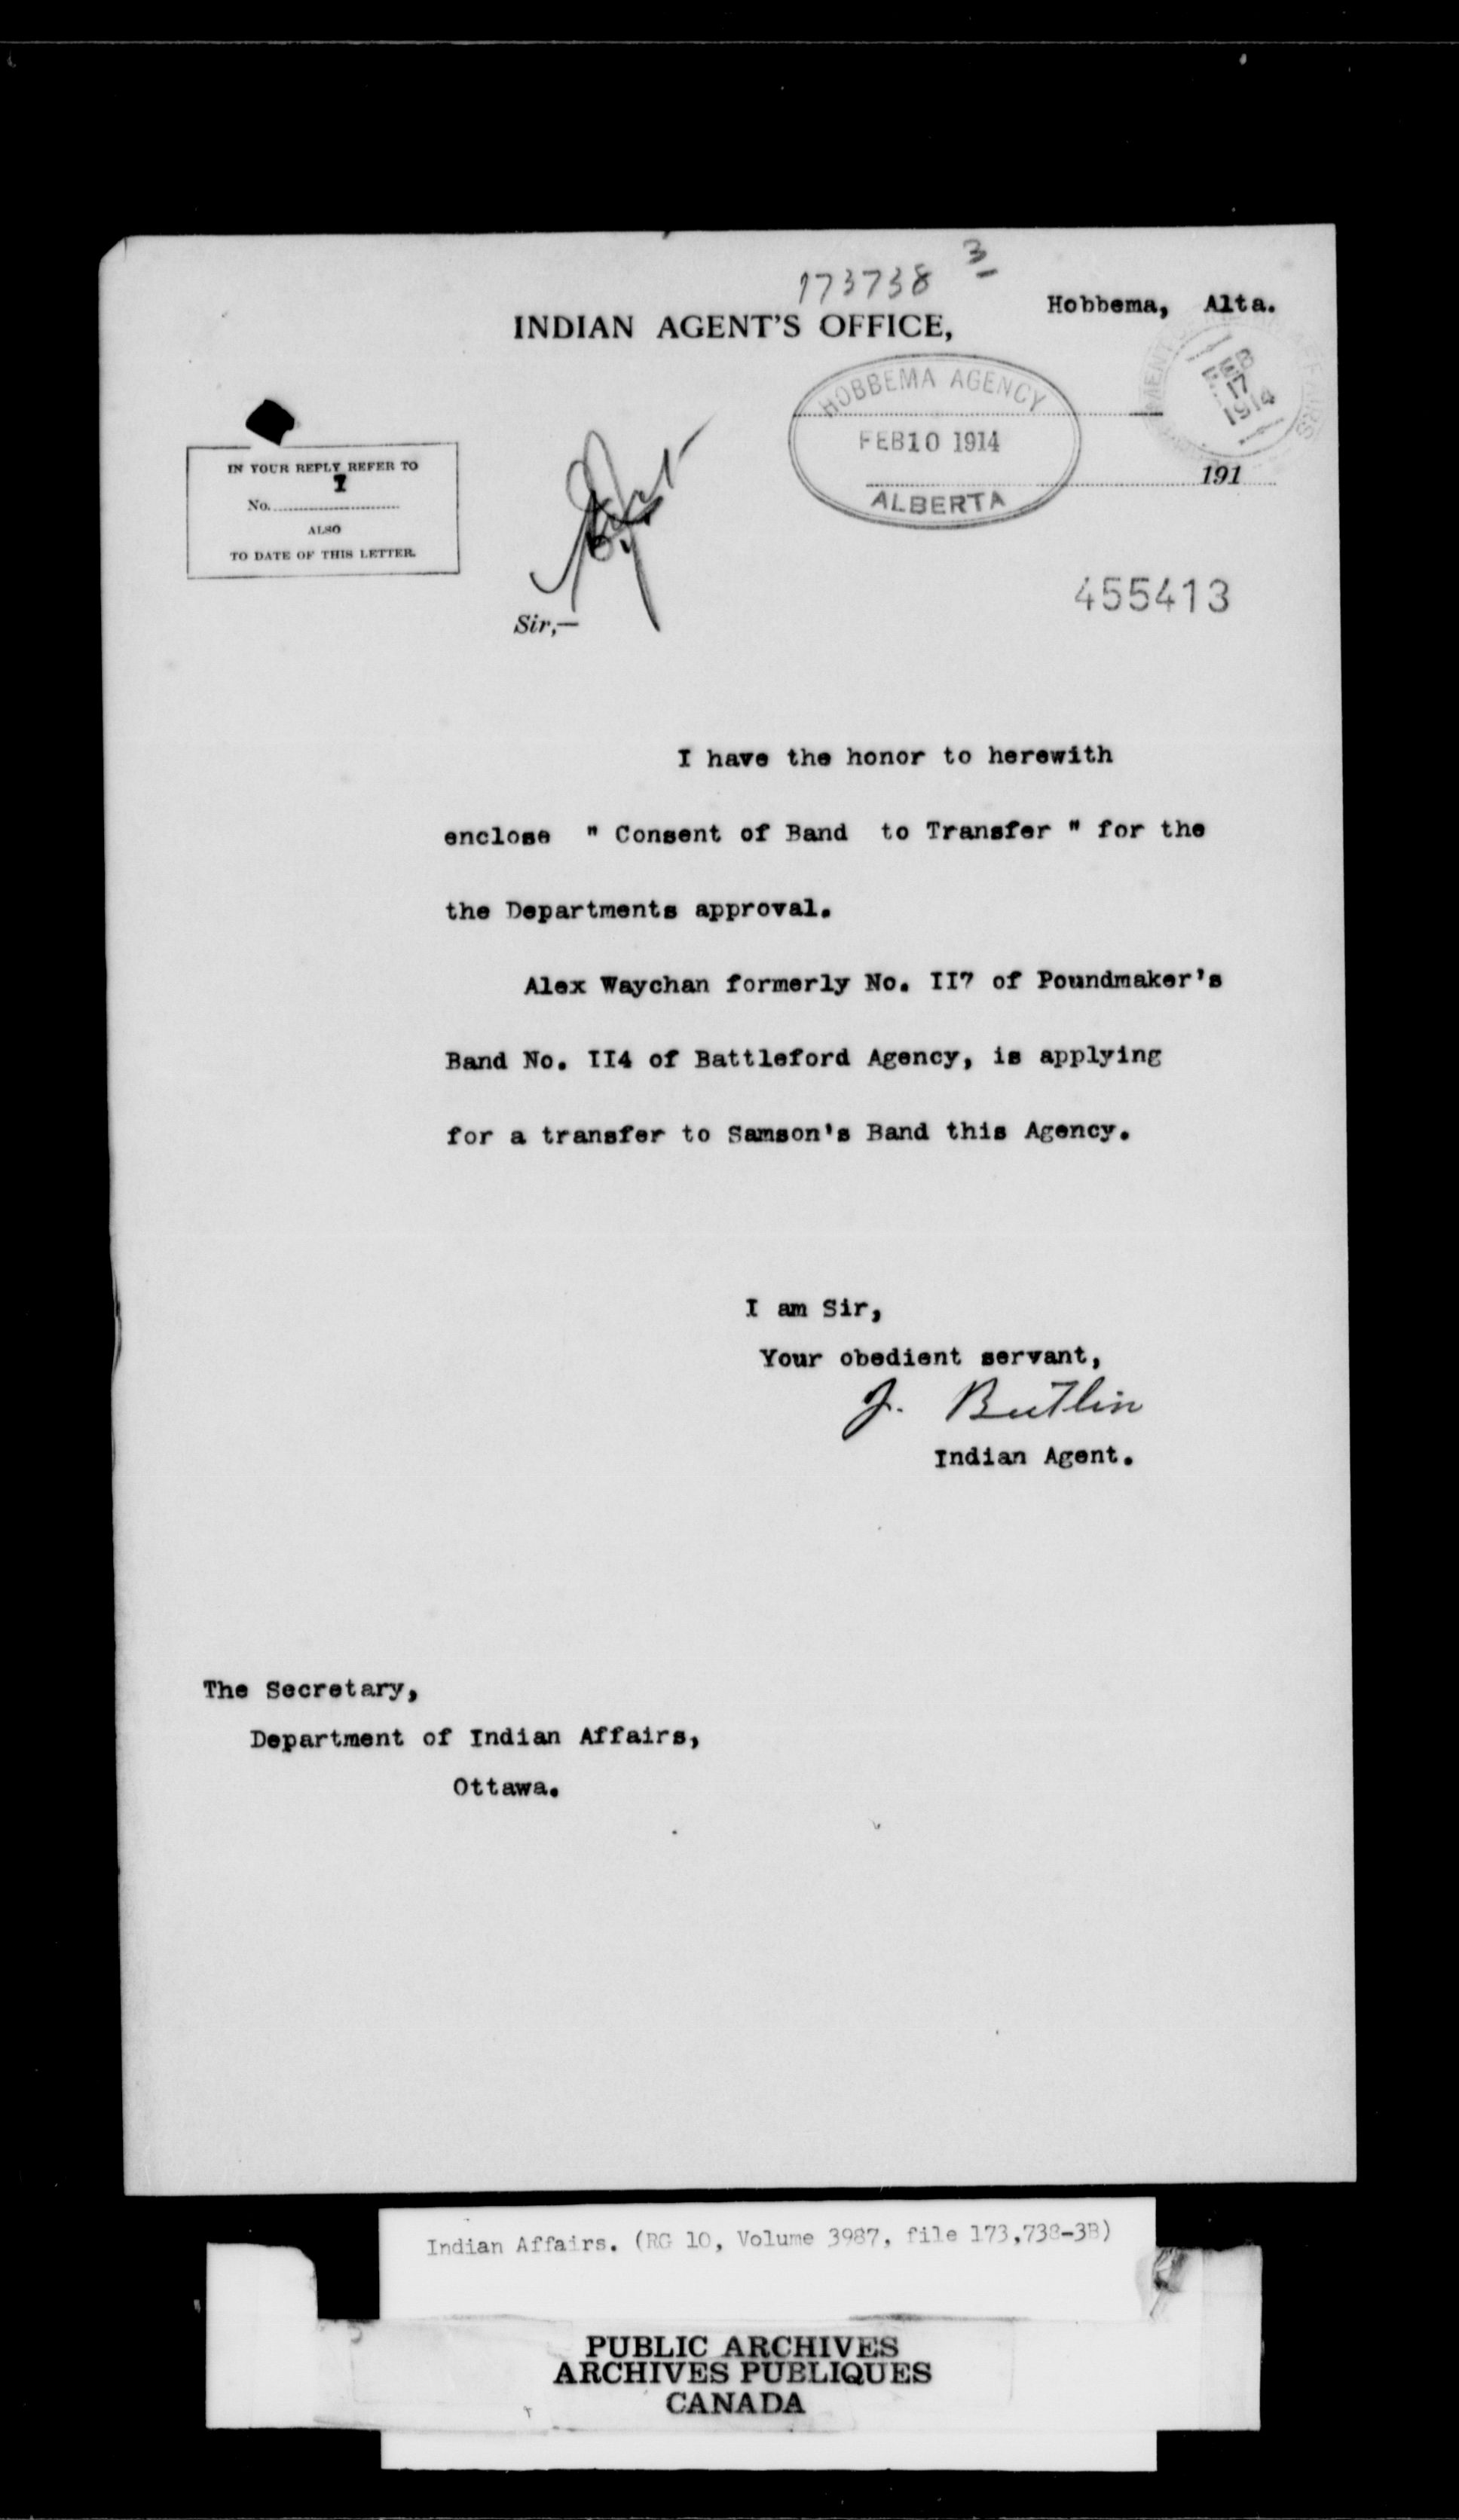 173738 3
Hobbema, Alta.
INDIAN AGENT'S OFFICE,
HOBBEMA AGENCY
FEB 10 1914
ALBERTA
FEB
17
1914
191
IN YOUR REPLY REFER TO
I
No.
ALSO
TO DATE OF THIS LETTER.
455413
Sir,—
I have the honor to herewith
enclose " Consent of Band to Transfer " for the
the Departments approval.
Alex Waychan formerly No. II7 of Poundmaker's
Band No. II4 of Battleford Agency, is applying
for a transfer to Samson's Band this Agency.
I am Sir,
Your obedient servant,
J. Butlin
Indian Agent.
The Secretary,
Department of Indian Affairs,
Ottawa.
Indian Affairs. (RG 10, Volume 3987, file 173,738-3B)
PUBLIC ARCHIVES
ARCHIVES PUBLIQUES
CANADA